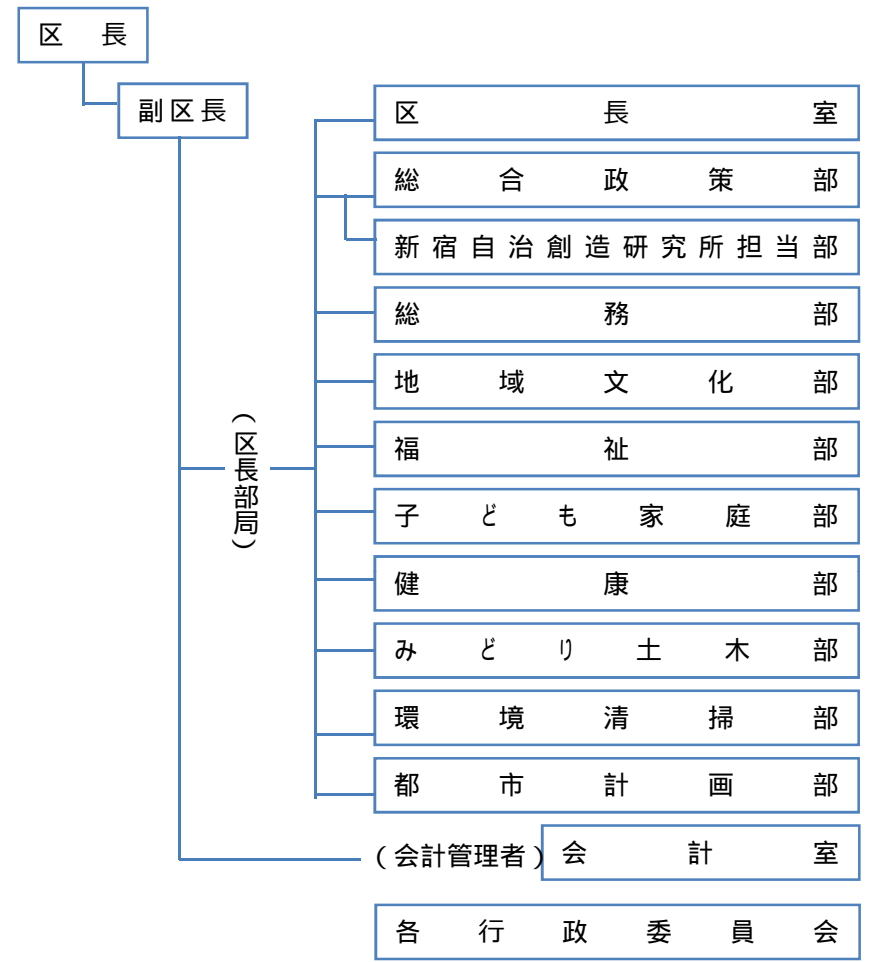 区長
副区長
区長室
総合政策部
新宿自治創造研究所担当部
総務部
地域文化部
(区長部局)
福祉部
子ども家庭部
健康部
みどり土木部
環境清掃部
都市計画部
(会計管理者)会計室
各行政委員会